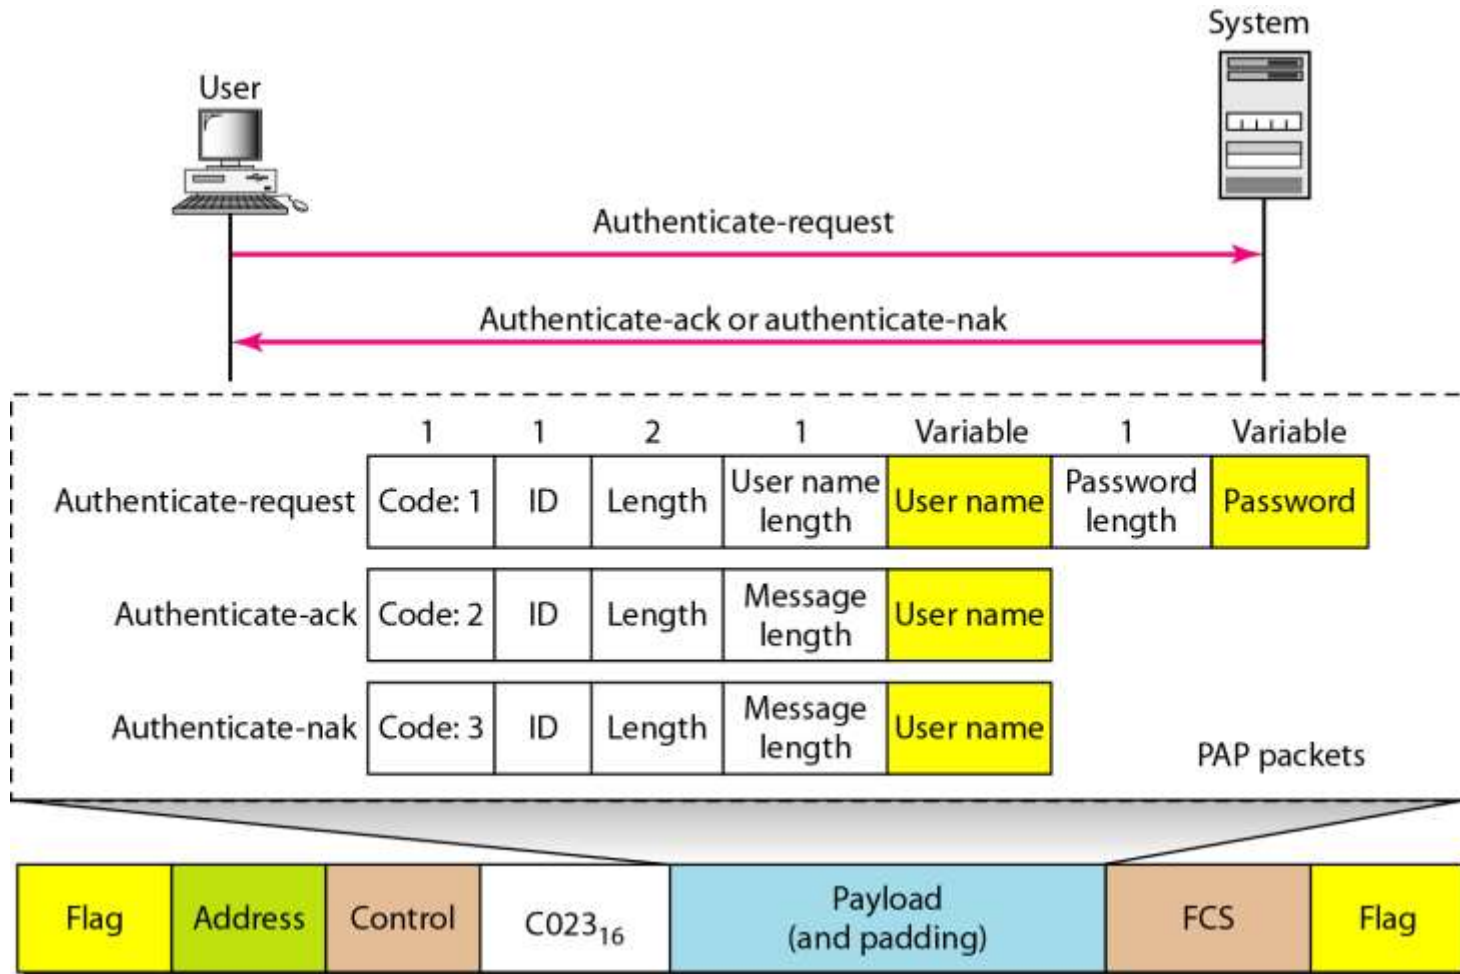 System
User
Authenticate-request
Authenticate-ack or authenticate-nak
1 1 2 1 Variable 1 Variable
Authenticate-request Code: 1 ID Length User name length User name Password length Password
Authenticate-ack Code: 2 ID Length Message length User name
Authenticate-nak Code: 3 ID Length Message length User name
PAP packets
Flag Address Control C023₁₆ Payload (and padding) FCS Flag